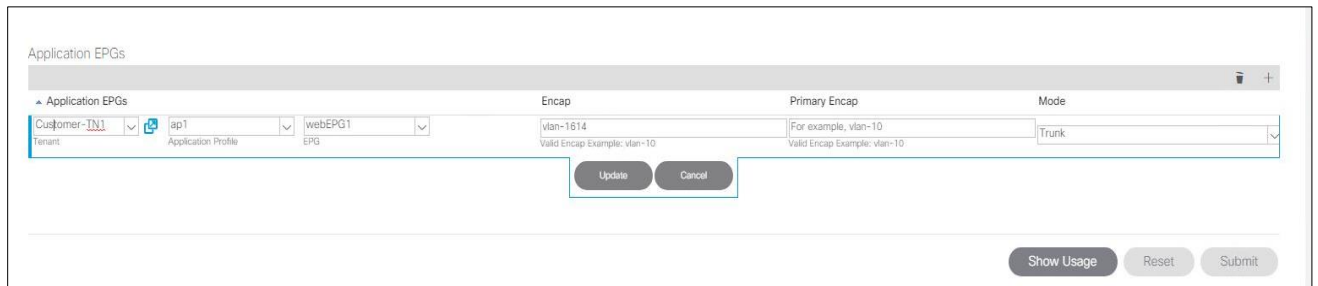 Application EPGs
Application EPGs Encap Primary Encap Mode
Customer-TN1 ap1 webEPG1 vlan-1614 For example, vlan-10 Trunk
Tenant Application Profile EPG Valid Encap Example: vlan-10 Valid Encap Example: vlan-10
Update Cancel
Show Usage Reset Submit